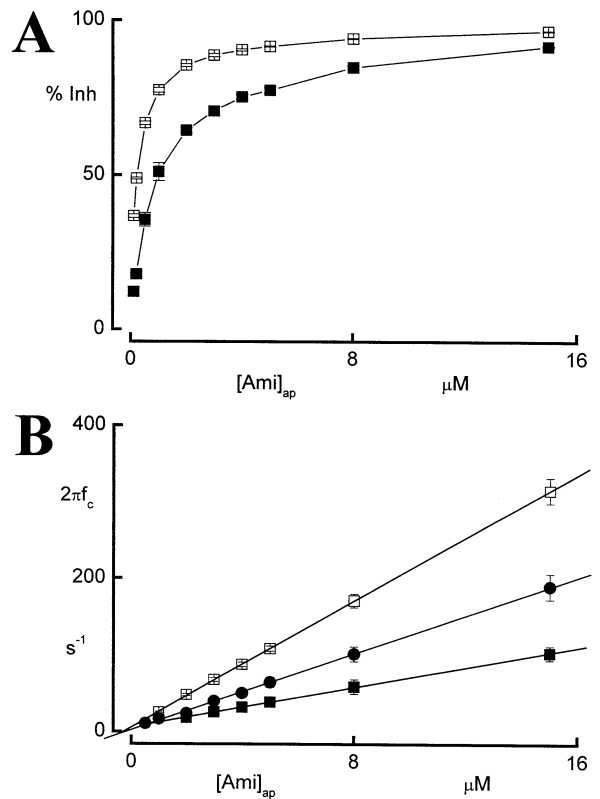 A
100
% Inh
50
0
0 8 16
[Ami]ap μM
B
400
2πfc
200
s-1
0
0 8 16
[Ami]ap μM